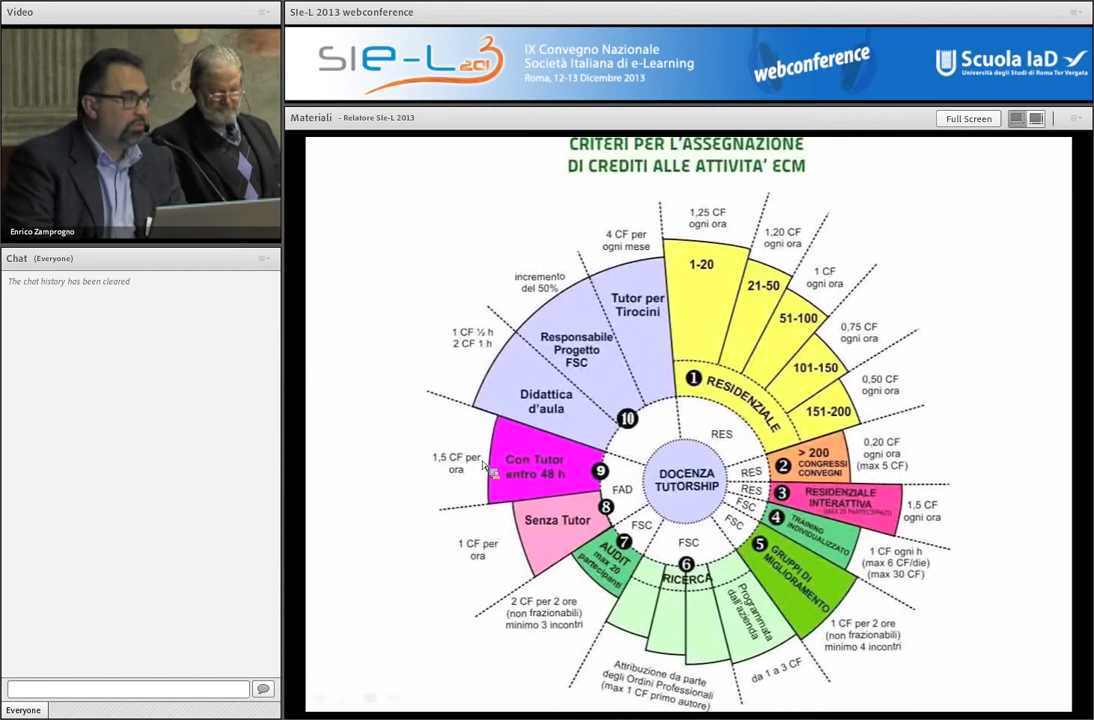 Video
Enrico Zamprogno
Chat (Everyone)
The chat history has been cleared
Everyone
SIe-L 2013 webconference
SIe-L 2013
IX Convegno Nazionale
Società Italiana di e-Learning
Roma, 12-13 Dicembre 2013
webconference
Scuola IaD
Università degli Studi di Roma Tor Vergata
Materiali - Relatore SIe-L 2013
Full Screen
CRITERI PER L'ASSEGNAZIONE
DI CREDITI ALLE ATTIVITA' ECM
1,25 CF
ogni ora
1,20 CF
ogni ora
1 CF
ogni ora
0,75 CF
ogni ora
0,50 CF
ogni ora
0,20 CF
ogni ora
(max 5 CF)
1,5 CF
ogni ora
1 CF ogni h
(max 6 CF/die)
(max 30 CF)
1 CF per 2 ore
(non frazionabili)
minimo 4 incontri
da 1 a 3 CF
Attribuzione da parte
degli Ordini Professionali
(max 1 CF primo autore)
2 CF per 2 ore
(non frazionabili)
minimo 3 incontri
1 CF per
ora
1,5 CF per
ora
1 CF ½ h
2 CF 1 h
incremento
del 50%
4 CF per
ogni mese
1-20
21-50
51-100
101-150
151-200
1 RESIDENZIALE
2 > 200
CONGRESSI
CONVEGNI
3 RESIDENZIALE
INTERATTIVA
(MAX 25 PARTECIPANTI)
4 TRAINING
INDIVIDUALIZZATO
5 GRUPPI DI
MIGLIORAMENTO
6
RICERCA
Programmata
dall'azienda
7
AUDIT
max 20
partecipanti
8
Senza Tutor
9
Con Tutor
entro 48 h
10
Didattica
d'aula
Responsabile
Progetto
FSC
Tutor per
Tirocini
RES
RES
RES
FSC
FSC
FSC
FSC
FAD
DOCENZA
TUTORSHIP